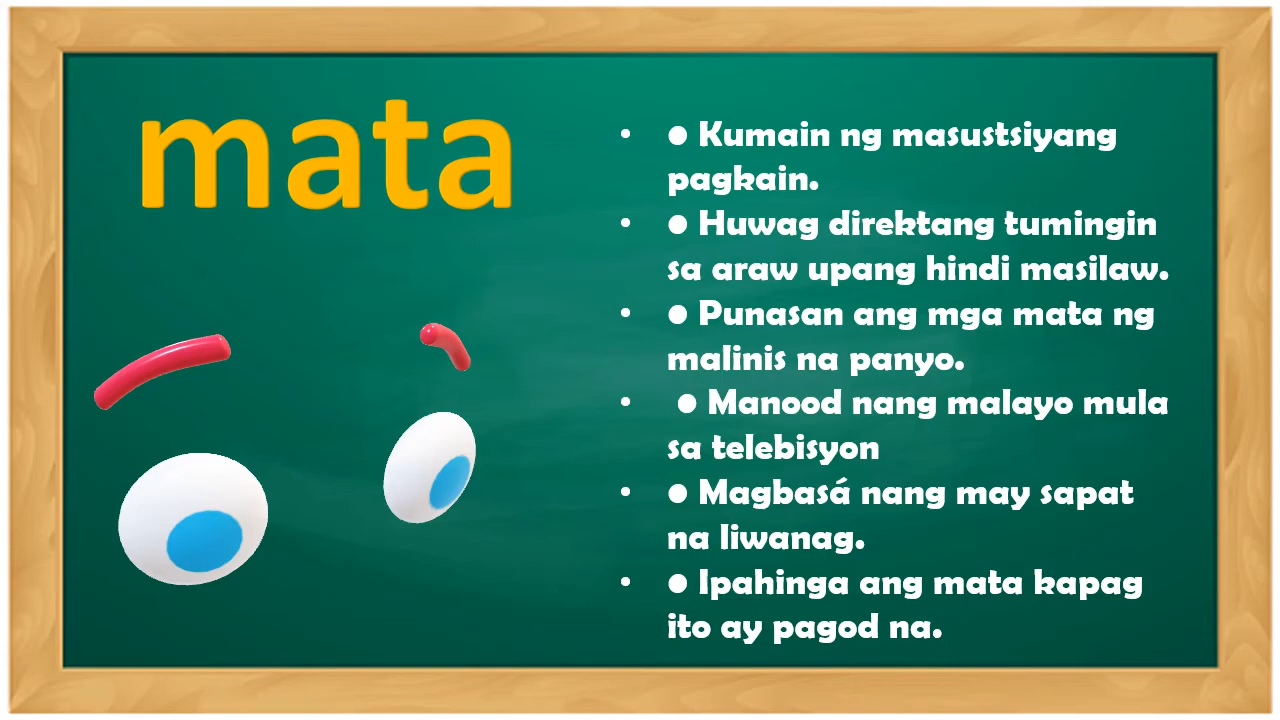 mata
• ● Kumain ng masustsiyang
pagkain.
• ● Huwag direktang tumingin
sa araw upang hindi masilaw.
• ● Punasan ang mga mata ng
malinis na panyo.
• ● Manood nang malayo mula
sa telebisyon
• ● Magbasá nang may sapat
na liwanag.
• ● Ipahinga ang mata kapag
ito ay pagod na.